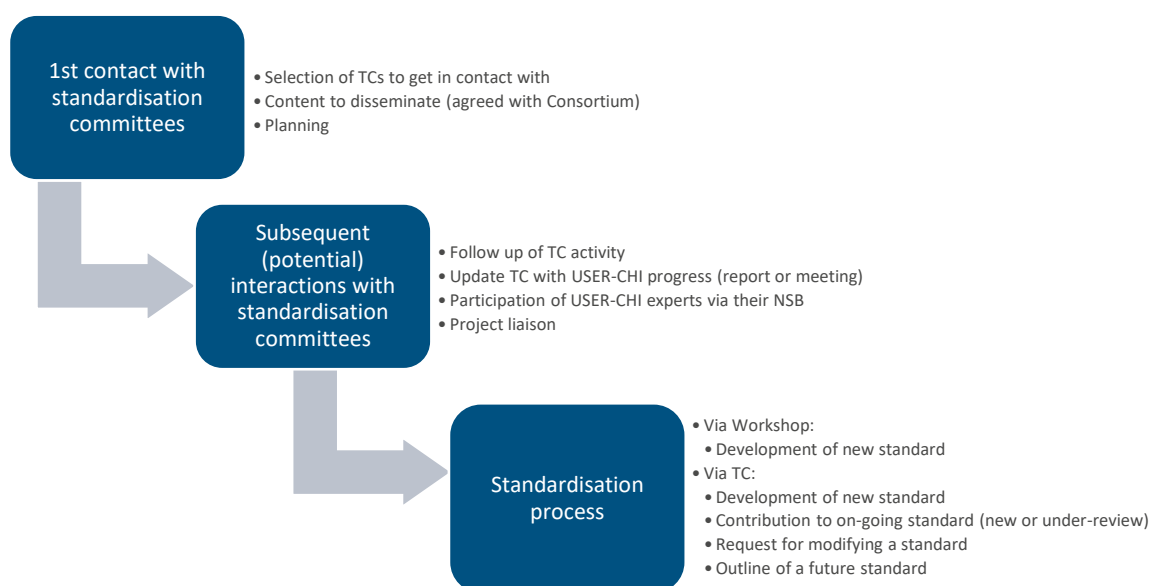 1st contact with
standardisation
committees
• Selection of TCs to get in contact with
• Content to disseminate (agreed with Consortium)
• Planning
Subsequent
(potential)
interactions with
standardisation
committees
• Follow up of TC activity
• Update TC with USER-CHI progress (report or meeting)
• Participation of USER-CHI experts via their NSB
• Project liaison
Standardisation
process
• Via Workshop:
• Development of new standard
• Via TC:
• Development of new standard
• Contribution to on-going standard (new or under-review)
• Request for modifying a standard
• Outline of a future standard